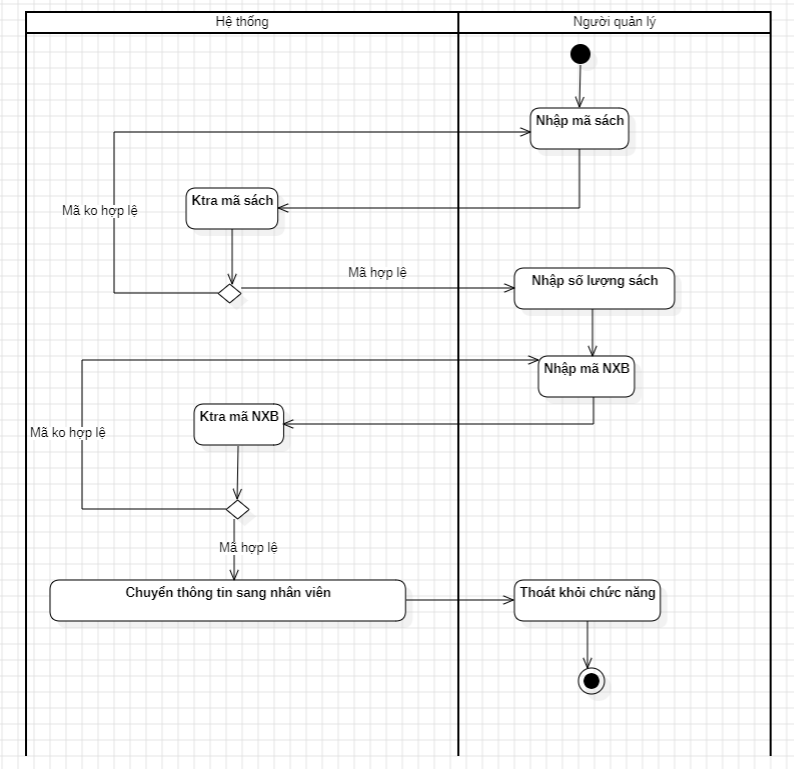 Hệ thống
Người quản lý
Nhập mã sách
Ktra mã sách
Mã ko hợp lệ
Mã hợp lệ
Nhập số lượng sách
Nhập mã NXB
Ktra mã NXB
Mã ko hợp lệ
Mã hợp lệ
Chuyển thông tin sang nhân viên
Thoát khỏi chức năng